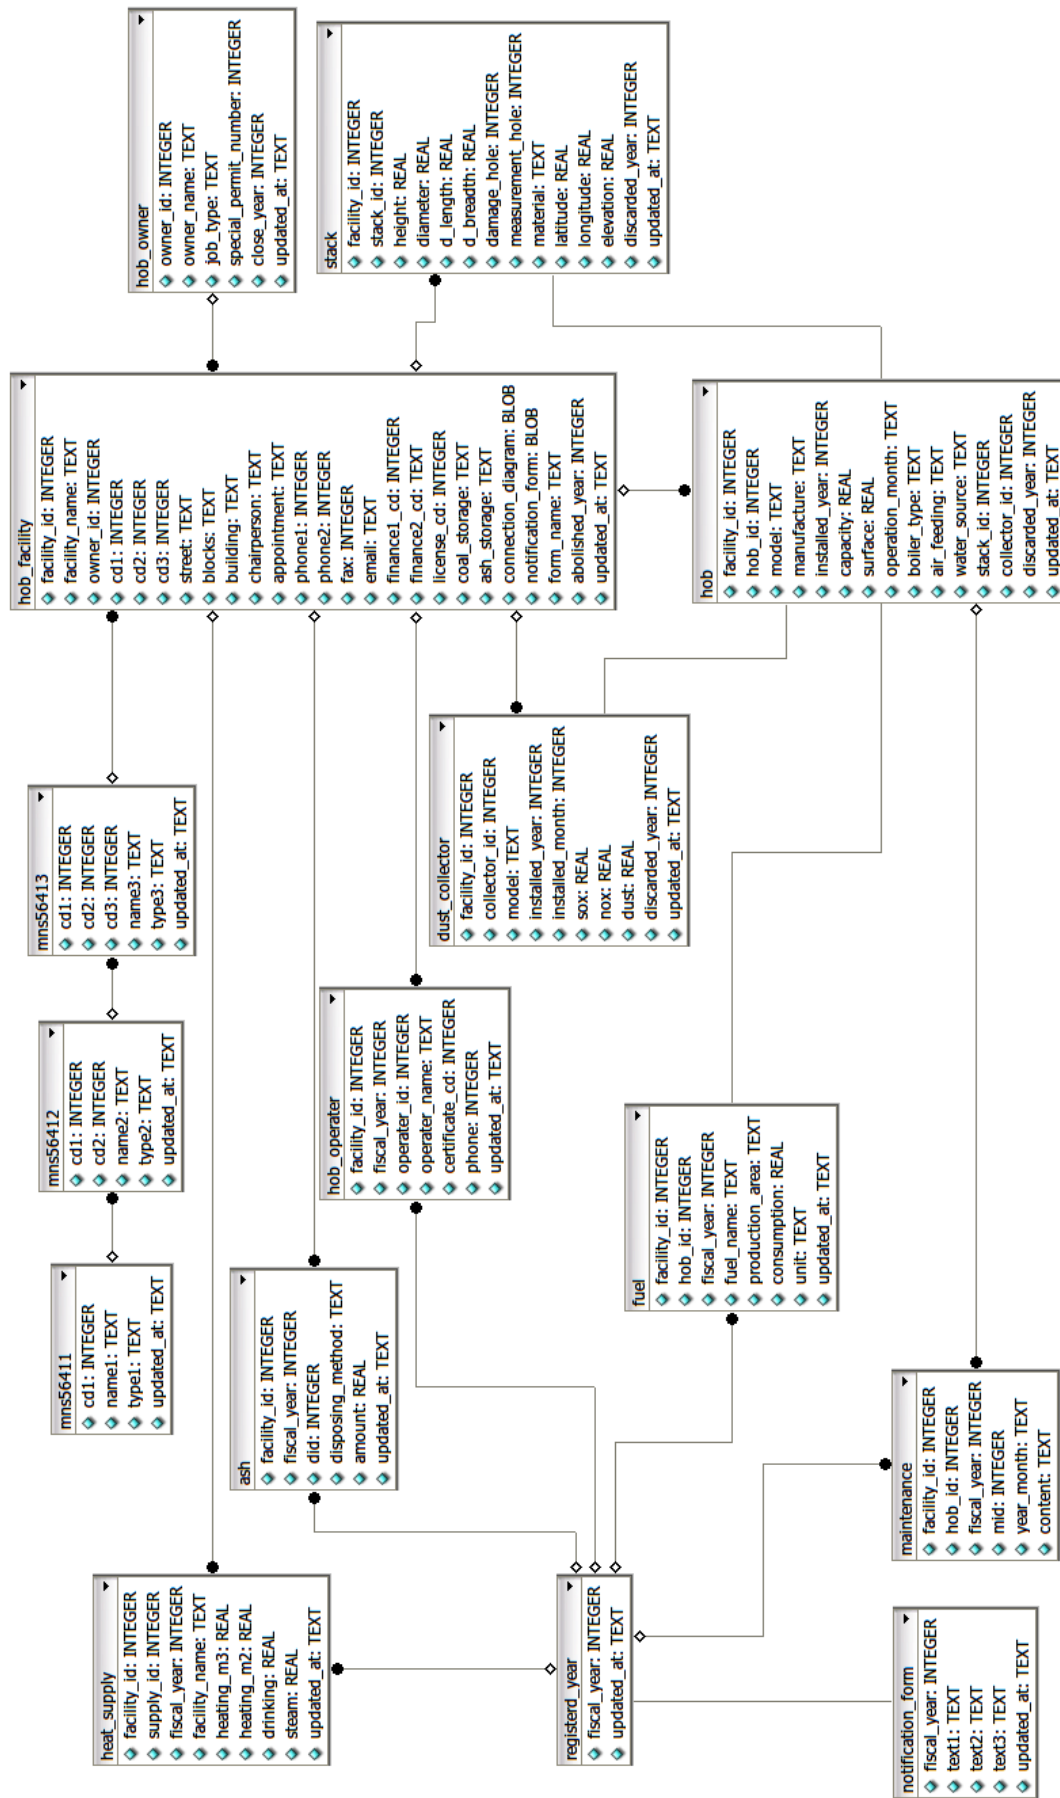 heat_supply
facility_id: INTEGER
supply_id: INTEGER
fiscal_year: INTEGER
facility_name: TEXT
heating_m3: REAL
heating_m2: REAL
drinking: REAL
steam: REAL
updated_at: TEXT
mns56411
cd1: INTEGER
name1: TEXT
type1: TEXT
updated_at: TEXT
mns56412
cd1: INTEGER
cd2: INTEGER
name2: TEXT
type2: TEXT
updated_at: TEXT
mns56413
cd1: INTEGER
cd2: INTEGER
cd3: INTEGER
name3: TEXT
type3: TEXT
updated_at: TEXT
hob_facility
facility_id: INTEGER
facility_name: TEXT
owner_id: INTEGER
cd1: INTEGER
cd2: INTEGER
cd3: INTEGER
street: TEXT
blocks: TEXT
building: TEXT
chairperson: TEXT
appointment: TEXT
phone1: INTEGER
phone2: INTEGER
fax: INTEGER
email: TEXT
finance1_cd: INTEGER
finance2_cd: TEXT
license_cd: INTEGER
coal_storage: TEXT
ash_storage: TEXT
connection_diagram: BLOB
notification_form: BLOB
form_name: TEXT
abolished_year: INTEGER
updated_at: TEXT
hob_owner
owner_id: INTEGER
owner_name: TEXT
job_type: TEXT
special_permit_number: INTEGER
close_year: INTEGER
updated_at: TEXT
ash
facility_id: INTEGER
fiscal_year: INTEGER
did: INTEGER
disposing_method: TEXT
amount: REAL
updated_at: TEXT
hob_operater
facility_id: INTEGER
fiscal_year: INTEGER
operater_id: INTEGER
operater_name: TEXT
certificate_cd: INTEGER
phone: INTEGER
updated_at: TEXT
dust_collector
facility_id: INTEGER
collector_id: INTEGER
model: TEXT
installed_year: INTEGER
installed_month: INTEGER
sox: REAL
nox: REAL
dust: REAL
discarded_year: INTEGER
updated_at: TEXT
stack
facility_id: INTEGER
stack_id: INTEGER
height: REAL
diameter: REAL
d_length: REAL
d_breadth: REAL
damage_hole: INTEGER
measurement_hole: INTEGER
material: TEXT
latitude: REAL
longitude: REAL
elevation: REAL
discarded_year: INTEGER
updated_at: TEXT
registerd_year
fiscal_year: INTEGER
updated_at: TEXT
fuel
facility_id: INTEGER
hob_id: INTEGER
fiscal_year: INTEGER
fuel_name: TEXT
production_area: TEXT
consumption: REAL
unit: TEXT
updated_at: TEXT
hob
facility_id: INTEGER
hob_id: INTEGER
model: TEXT
manufacture: TEXT
installed_year: INTEGER
capacity: REAL
surface: REAL
operation_month: TEXT
boiler_type: TEXT
air_feeding: TEXT
water_source: TEXT
stack_id: INTEGER
collector_id: INTEGER
discarded_year: INTEGER
updated_at: TEXT
notification_form
fiscal_year: INTEGER
text1: TEXT
text2: TEXT
text3: TEXT
updated_at: TEXT
maintenance
facility_id: INTEGER
hob_id: INTEGER
fiscal_year: INTEGER
mid: INTEGER
year_month: TEXT
content: TEXT